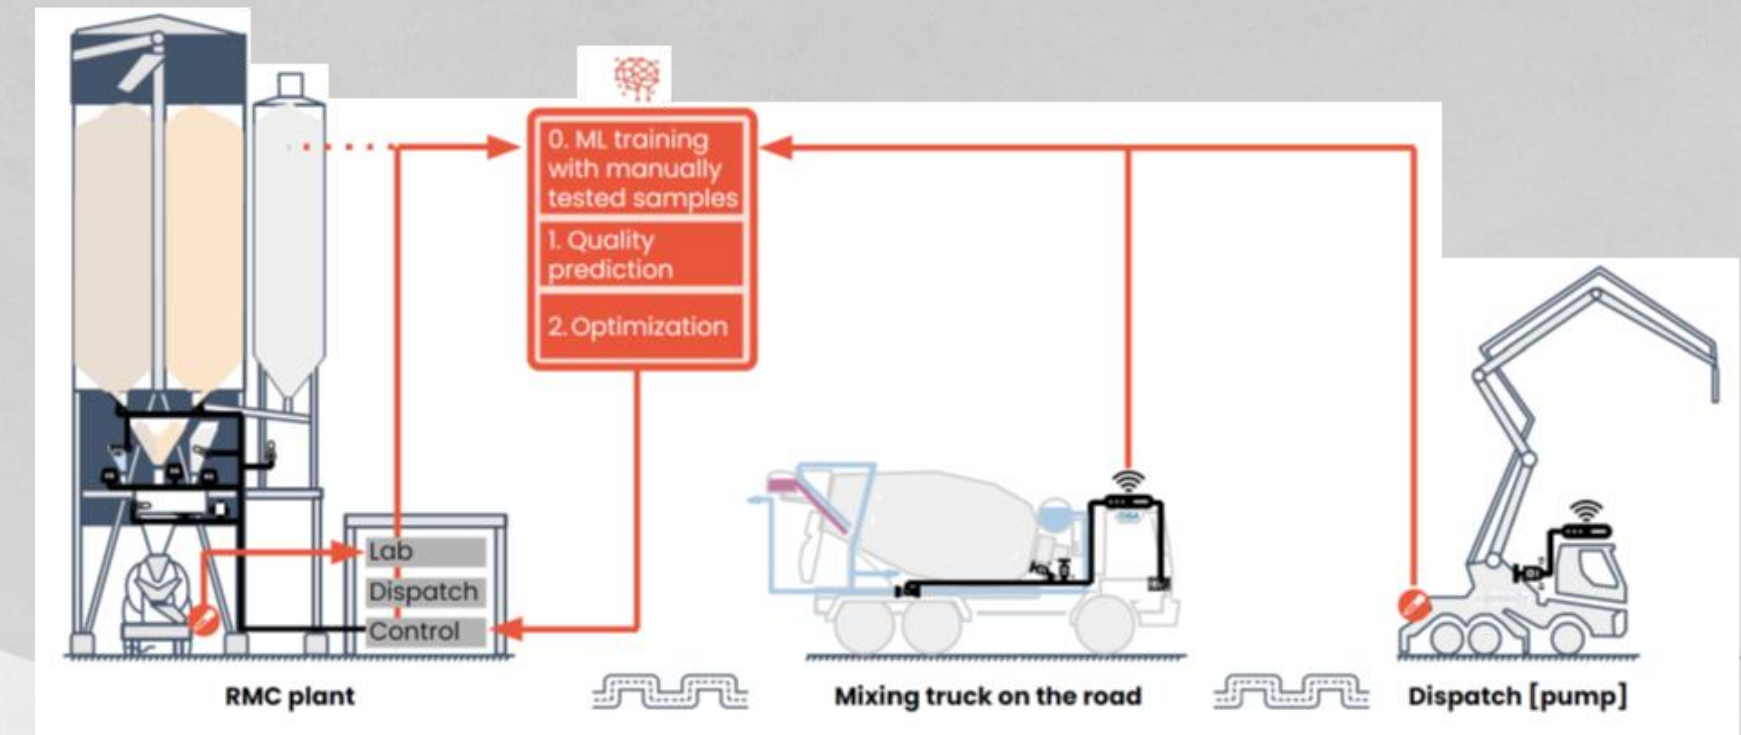 0. ML training
with manually
tested samples
1. Quality
prediction
2. Optimization
Lab
Dispatch
Control
RMC plant
Mixing truck on the road
Dispatch [pump]